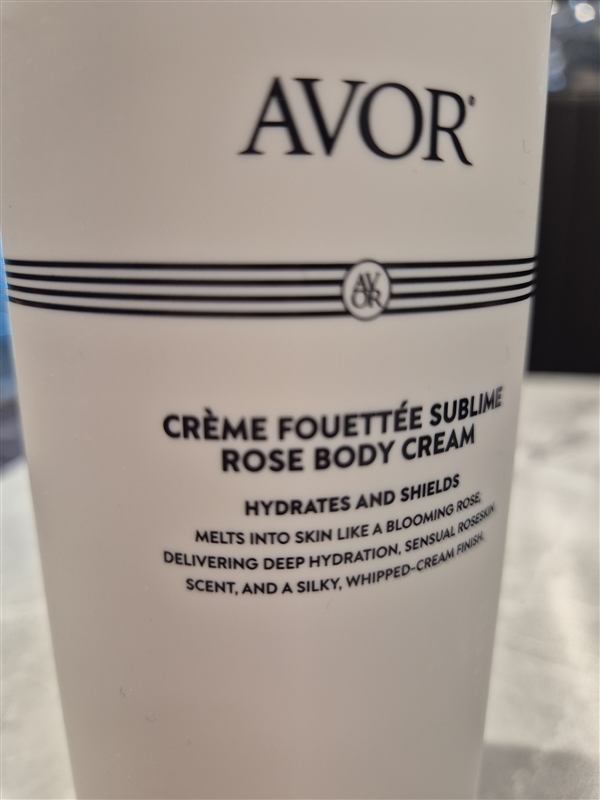 AVOR
AV
OR
CRÈME FOUETTÉE SUBLIME
ROSE BODY CREAM
HYDRATES AND SHIELDS
MELTS INTO SKIN LIKE A BLOOMING ROSE,
DELIVERING DEEP HYDRATION, SENSUAL ROSESKIN
SCENT, AND A SILKY, WHIPPED-CREAM FINISH.